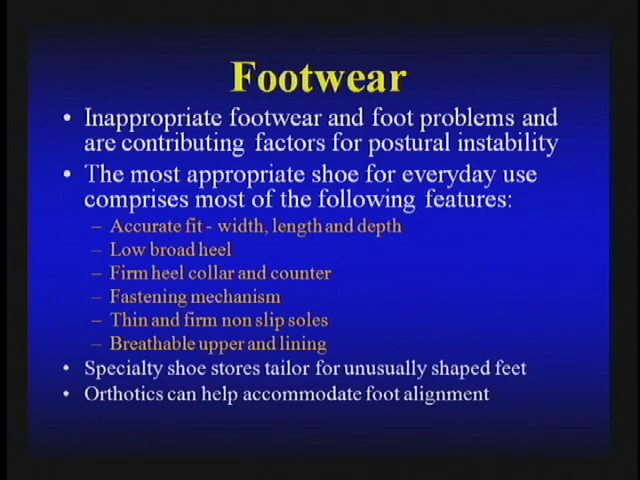 Footwear
• Inappropriate footwear and foot problems and
are contributing factors for postural instability
• The most appropriate shoe for everyday use
comprises most of the following features:
– Accurate fit - width, length and depth
– Low broad heel
– Firm heel collar and counter
– Fastening mechanism
– Thin and firm non slip soles
– Breathable upper and lining
• Specialty shoe stores tailor for unusually shaped feet
• Orthotics can help accommodate foot alignment